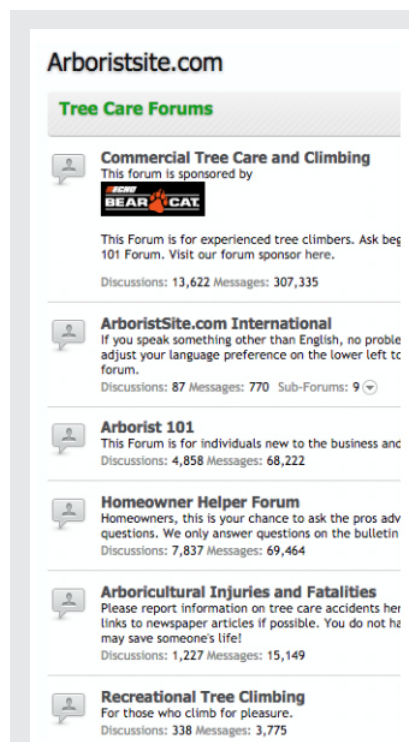 Arboristsite.com
Tree Care Forums
Commercial Tree Care and Climbing
This forum is sponsored by
ECHO
BEAR CAT
This Forum is for experienced tree climbers. Ask beg
101 Forum. Visit our forum sponsor here.
Discussions: 13,622 Messages: 307,335
ArboristSite.com International
If you speak something other than English, no proble
adjust your language preference on the lower left to
forum.
Discussions: 87 Messages: 770 Sub-Forums: 9
Arborist 101
This Forum is for individuals new to the business and
Discussions: 4,858 Messages: 68,222
Homeowner Helper Forum
Homeowners, this is your chance to ask the pros adv
questions. We only answer questions on the bulletin
Discussions: 7,837 Messages: 69,464
Arboricultural Injuries and Fatalities
Please report information on tree care accidents her
links to newspaper articles if possible. You do not ha
may save someone's life!
Discussions: 1,227 Messages: 15,149
Recreational Tree Climbing
For those who climb for pleasure.
Discussions: 338 Messages: 3,775